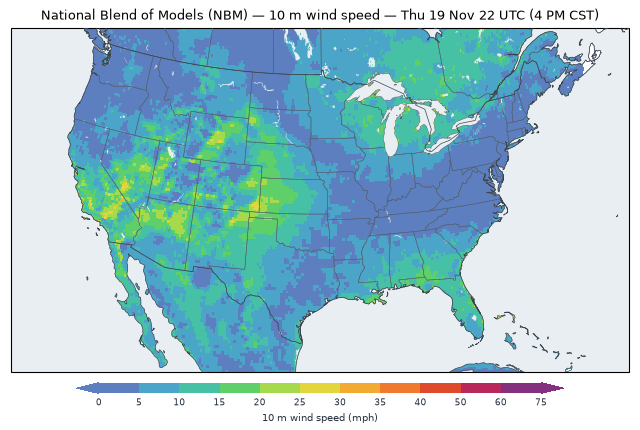 National Blend of Models (NBM) — 10 m wind speed — Thu 19 Nov 22 UTC (4 PM CST)
0 5 10 15 20 25 30 35 40 50 60 75
10 m wind speed (mph)